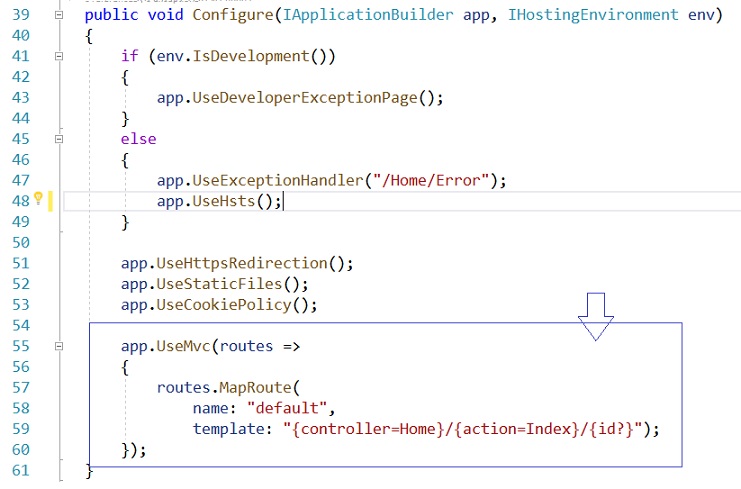 39 public void Configure(IApplicationBuilder app, IHostingEnvironment env)
40 {
41 if (env.IsDevelopment())
42 {
43 app.UseDeveloperExceptionPage();
44 }
45 else
46 {
47 app.UseExceptionHandler("/Home/Error");
48 app.UseHsts();
49 }
50
51 app.UseHttpsRedirection();
52 app.UseStaticFiles();
53 app.UseCookiePolicy();
54
55 app.UseMvc(routes =>
56 {
57 routes.MapRoute(
58 name: "default",
59 template: "{controller=Home}/{action=Index}/{id?}");
60 });
61 }